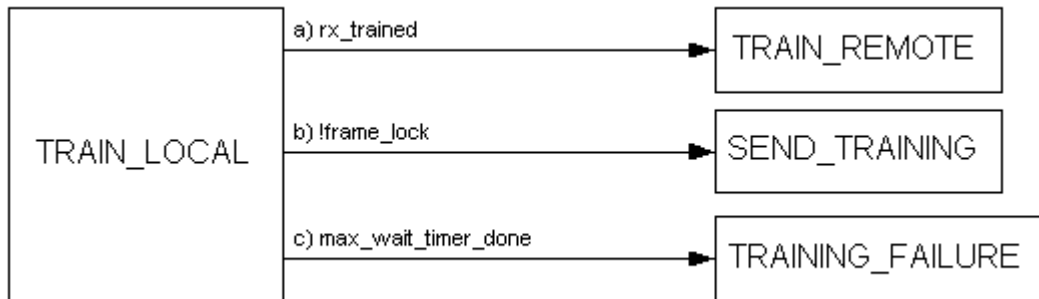 a) rx_trained
TRAIN_REMOTE
TRAIN_LOCAL
b) !frame_lock
SEND_TRAINING
c) max_wait_timer_done
TRAINING_FAILURE